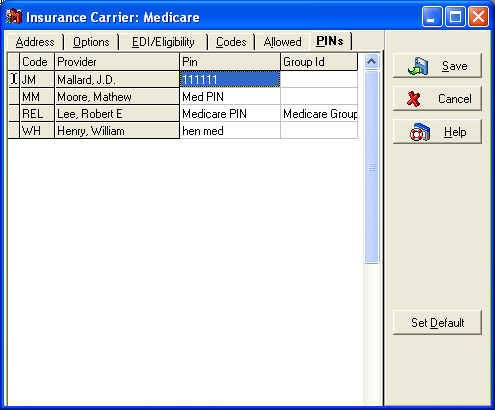 Insurance Carrier: Medicare
Address Options EDI/Eligibility Codes Allowed PINs
Code Provider Pin Group Id
JM Mallard, J.D. 111111
MM Moore, Mathew Med PIN
REL Lee, Robert E Medicare PIN Medicare Group
WH Henry, William hen med
Save
Cancel
Help
Set Default